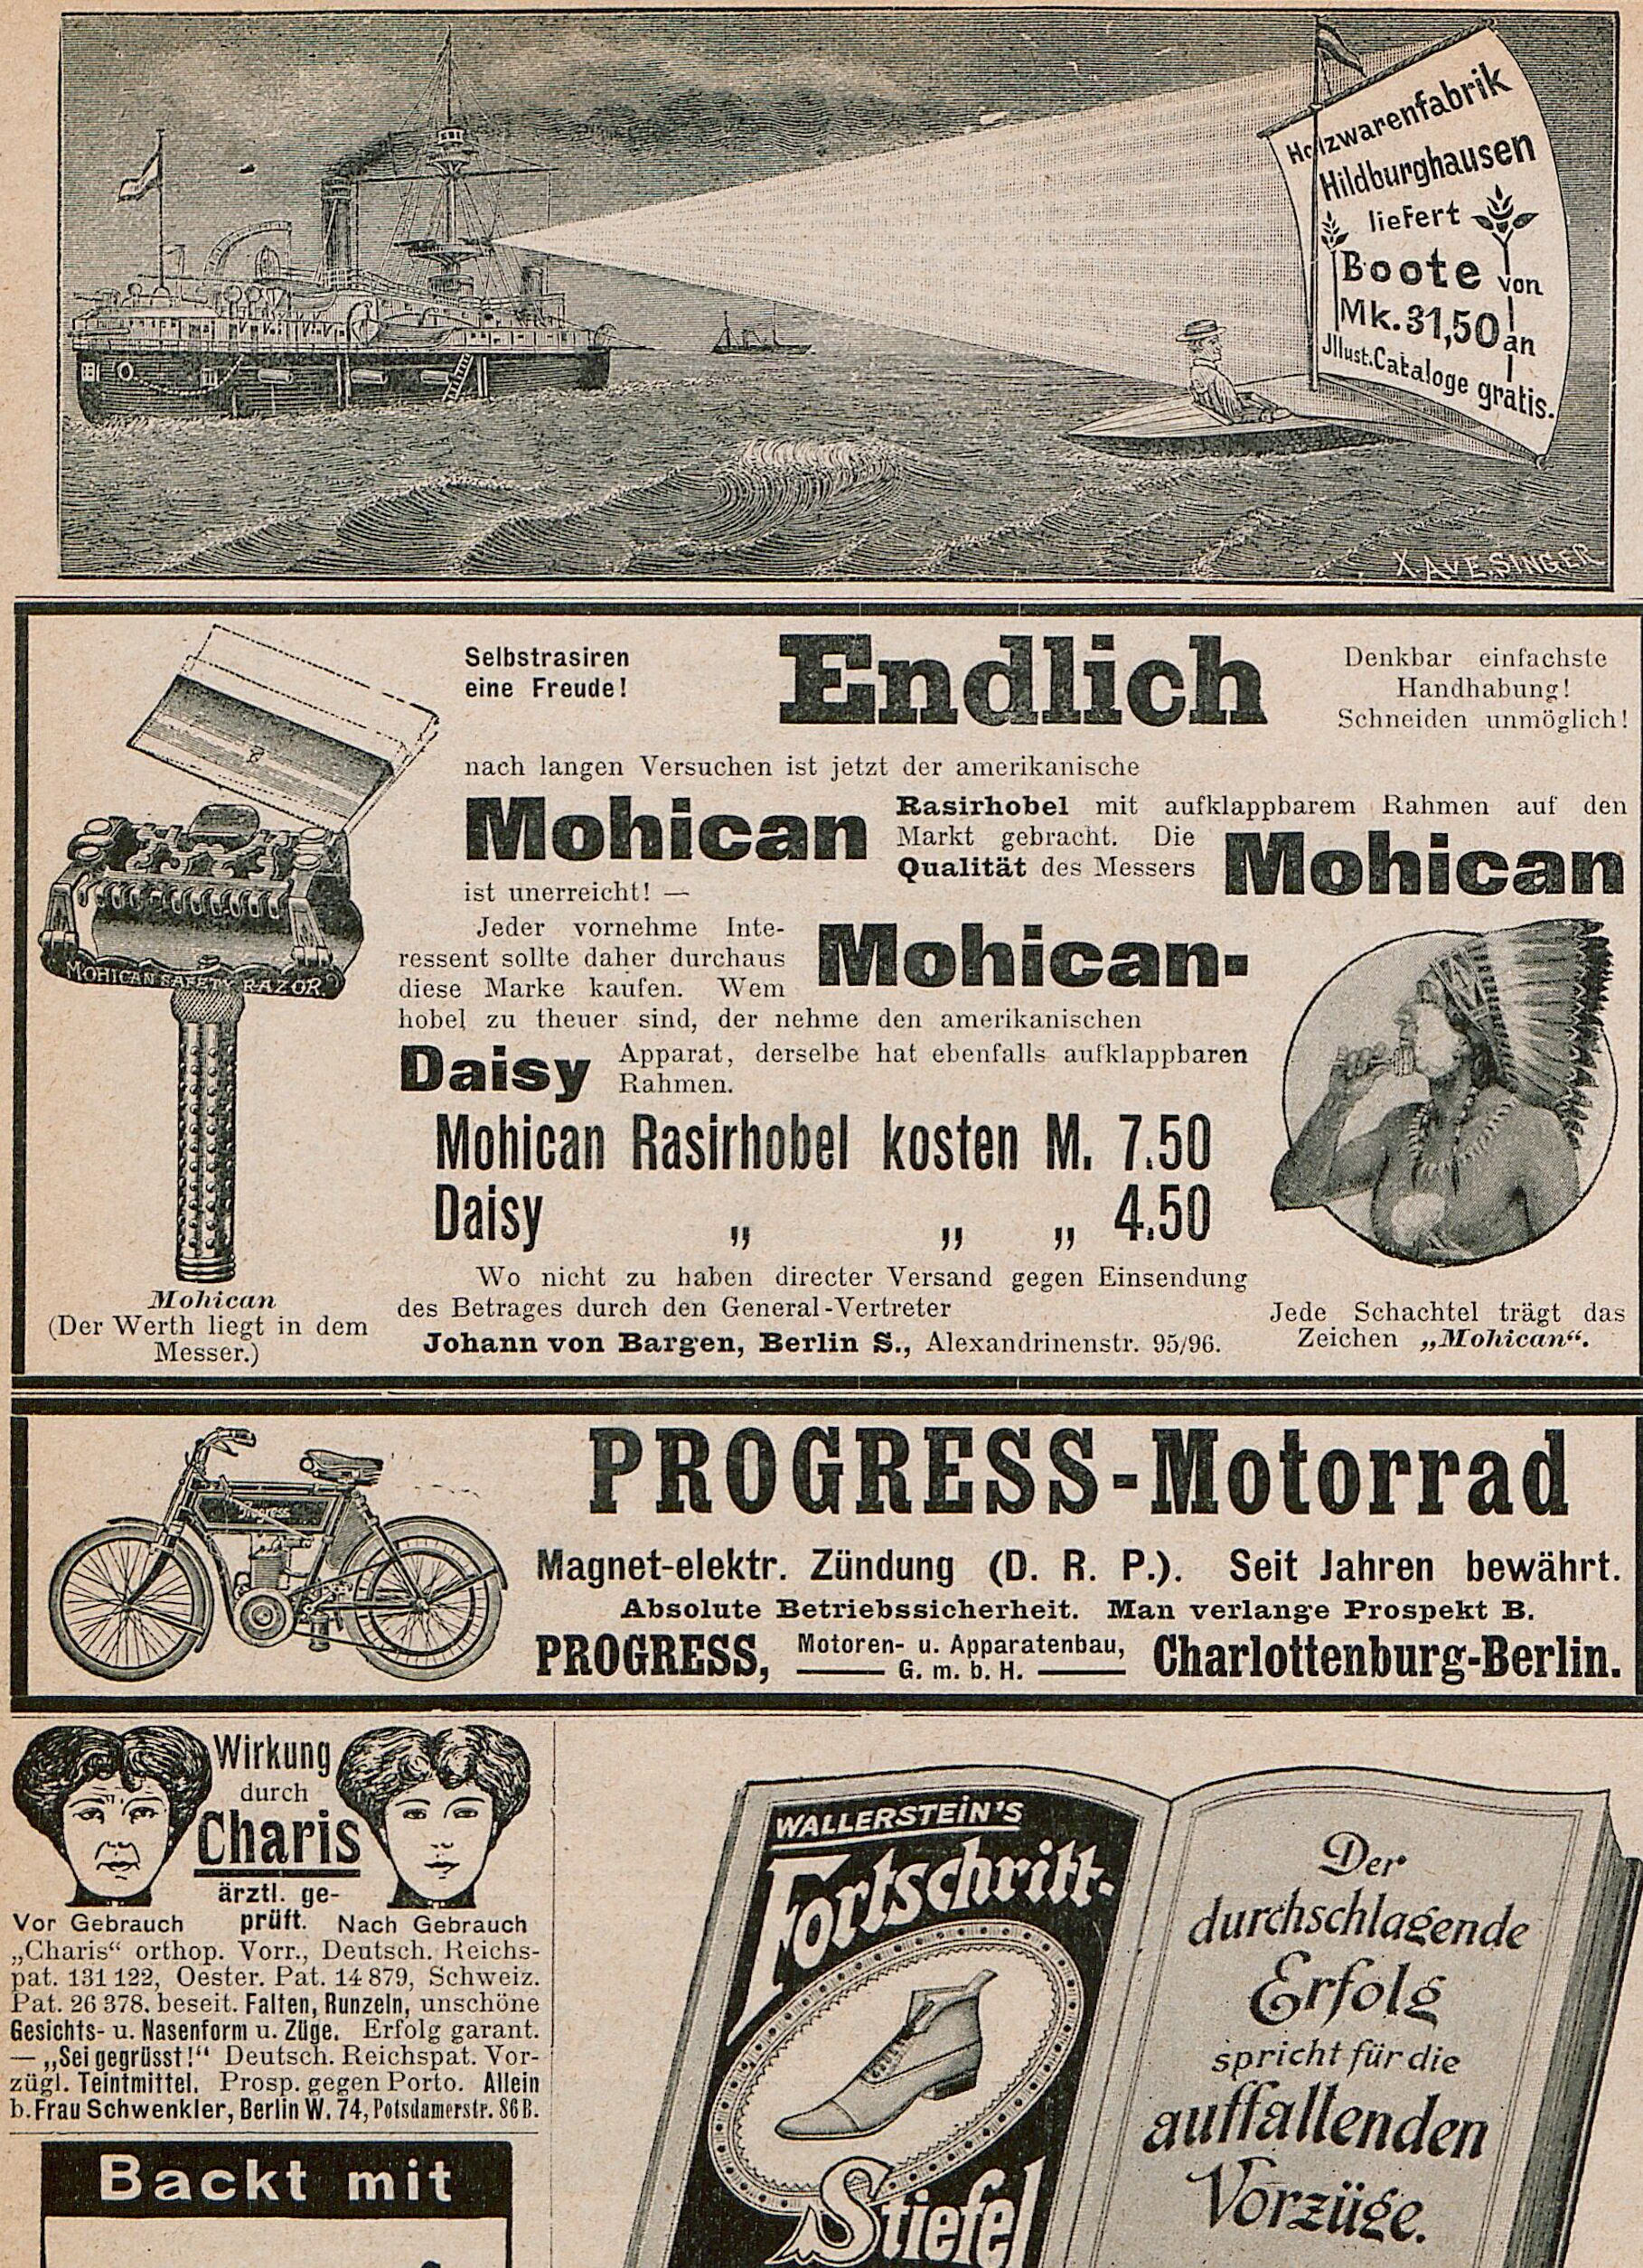 Holzwarenfabrik
Hildburghausen
liefert
Boote von
Mk. 31,50 an
Jllust. Cataloge gratis.
X. AV E. SINGER
Selbstrasiren
eine Freude!
Endlich
Denkbar einfachste
Handhabung!
Schneiden unmöglich!
nach langen Versuchen ist jetzt der amerikanische
Mohican
Rasirhobel mit aufklappbarem Rahmen auf den
Markt gebracht. Die
Qualität des Messers
Mohican
ist unerreicht! —
Jeder vornehme Inte-
ressent sollte daher durchaus
diese Marke kaufen. Wem
Mohican-
hobel zu theuer sind, der nehme den amerikanischen
Daisy
Apparat, derselbe hat ebenfalls aufklappbaren
Rahmen.
Mohican Rasirhobel kosten M. 7.50
Daisy „ „ „ 4.50
Wo nicht zu haben directer Versand gegen Einsendung
des Betrages durch den General-Vertreter
Johann von Bargen, Berlin S., Alexandrinenstr. 95/96.
MOHICAN SAFETY RAZOR
Mohican
(Der Werth liegt in dem
Messer.)
Jede Schachtel trägt das
Zeichen „Mohican“.
Progress
PROGRESS-Motorrad
Magnet-elektr. Zündung (D. R. P.). Seit Jahren bewährt.
Absolute Betriebssicherheit. Man verlange Prospekt B.
PROGRESS, Motoren- u. Apparatenbau, G. m. b. H. Charlottenburg-Berlin.
Wirkung
durch
Charis
ärztl. ge-
prüft.
Vor Gebrauch
Nach Gebrauch
„Charis“ orthop. Vorr., Deutsch. Reichs-
pat. 131 122, Oester. Pat. 14 879, Schweiz.
Pat. 26 378. beseit. Falten, Runzeln, unschöne
Gesichts- u. Nasenform u. Züge. Erfolg garant.
— „Sei gegrüsst!“ Deutsch. Reichspat. Vor-
zügl. Teintmittel. Prosp. gegen Porto. Allein
b. Frau Schwenkler, Berlin W. 74, Potsdamerstr. 86 B.
Backt mit
WALLERSTEIN'S
Fortschritt-
Stiefel
Der
durchschlagende
Erfolg
spricht für die
auffallenden
Vorzüge.